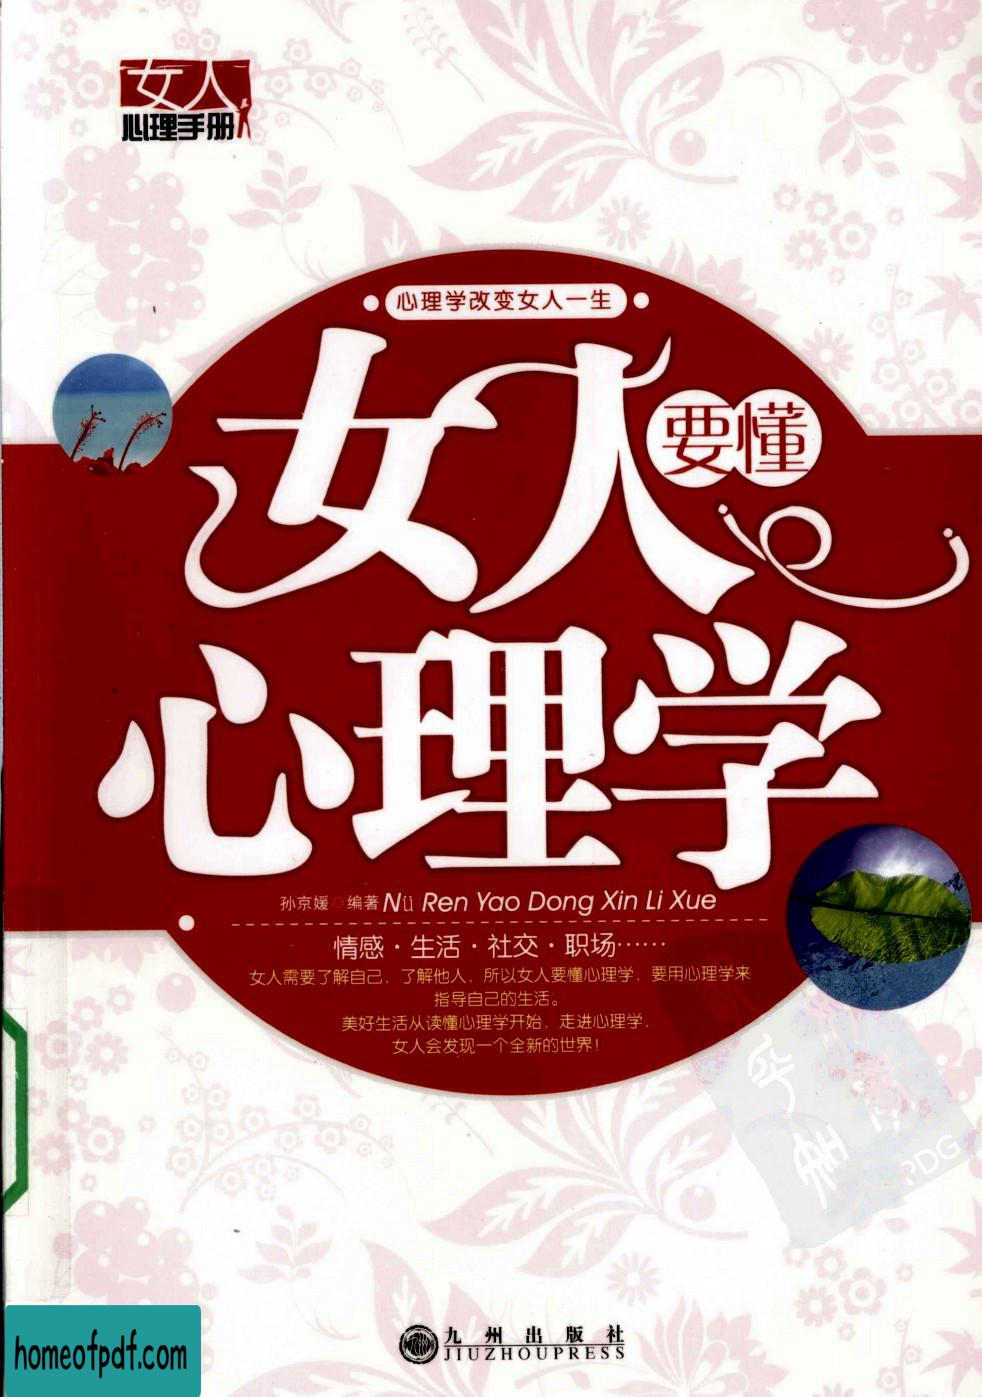 女人
心理手册
心理学改变女人一生
女人要懂
心理学
孙京媛 编著 Nü Ren Yao Dong Xin Li Xue
情感·生活·社交·职场……
女人需要了解自己，了解他人，所以女人要懂心理学，要用心理学来
指导自己的生活。
美好生活从读懂心理学开始，走进心理学，
女人会发现一个全新的世界！
PDG
homeofpdf.com
九州出版社
JIUZHOUPRESS